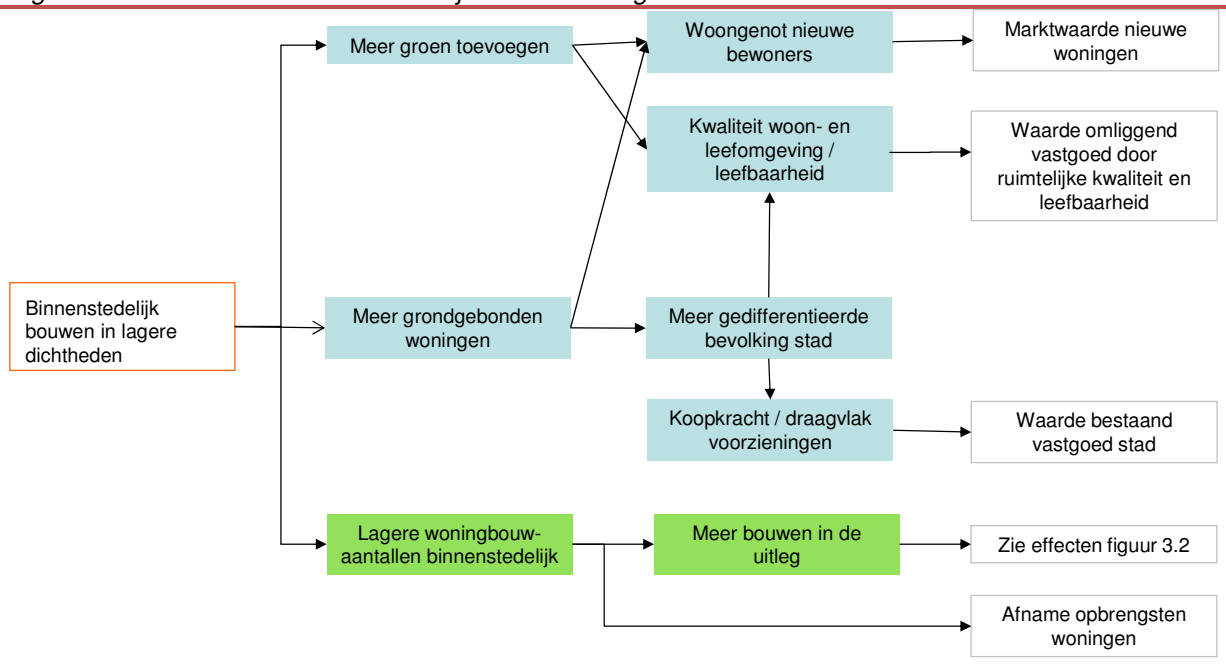 Meer groen toevoegen
Woongenot nieuwe
bewoners
Marktwaarde nieuwe
woningen
Kwaliteit woon- en
leefomgeving /
leefbaarheid
Waarde omliggend
vastgoed door
ruimtelijke kwaliteit en
leefbaarheid
Binnenstedelijk
bouwen in lagere
dichtheden
Meer grondgebonden
woningen
Meer gedifferentieerde
bevolking stad
Koopkracht / draagvlak
voorzieningen
Waarde bestaand
vastgoed stad
Lagere woningbouw-
aantallen binnenstedelijk
Meer bouwen in de
uitleg
Zie effecten figuur 3.2
Afname opbrengsten
woningen